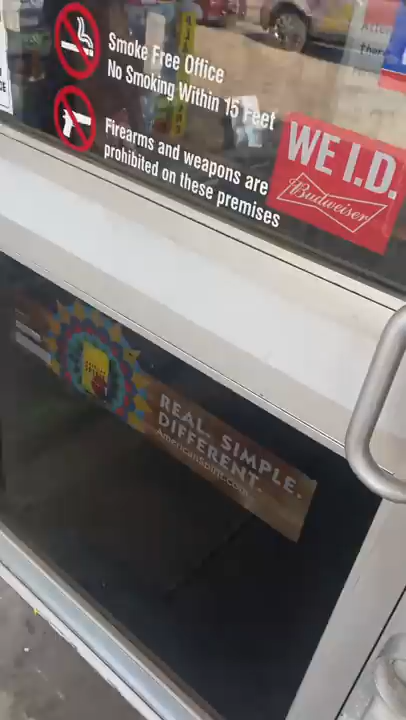 Smoke Free Office
No Smoking Within 15 Feet
Firearms and weapons are
prohibited on these premises
WE I.D.
Budweiser
REAL. SIMPLE.
DIFFERENT.
AmericanSpirit.com